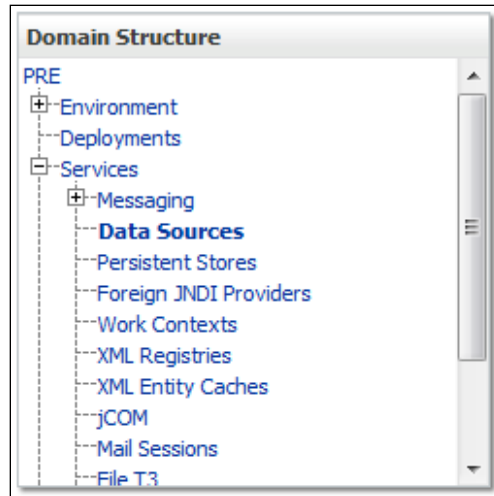 Domain Structure
PRE
Environment
Deployments
Services
Messaging
Data Sources
Persistent Stores
Foreign JNDI Providers
Work Contexts
XML Registries
XML Entity Caches
jCOM
Mail Sessions
File T3